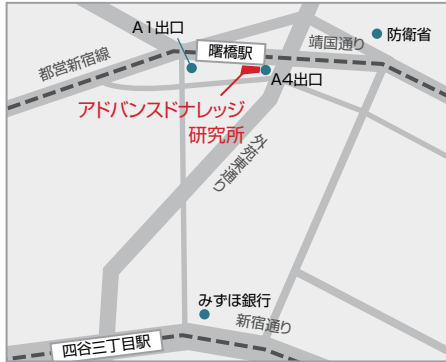 A1出口
曙橋駅
靖国通り
防衛省
都営新宿線
A4出口
アドバンスドナレッジ
研究所
外苑東通り
みずほ銀行
新宿通り
四谷三丁目駅